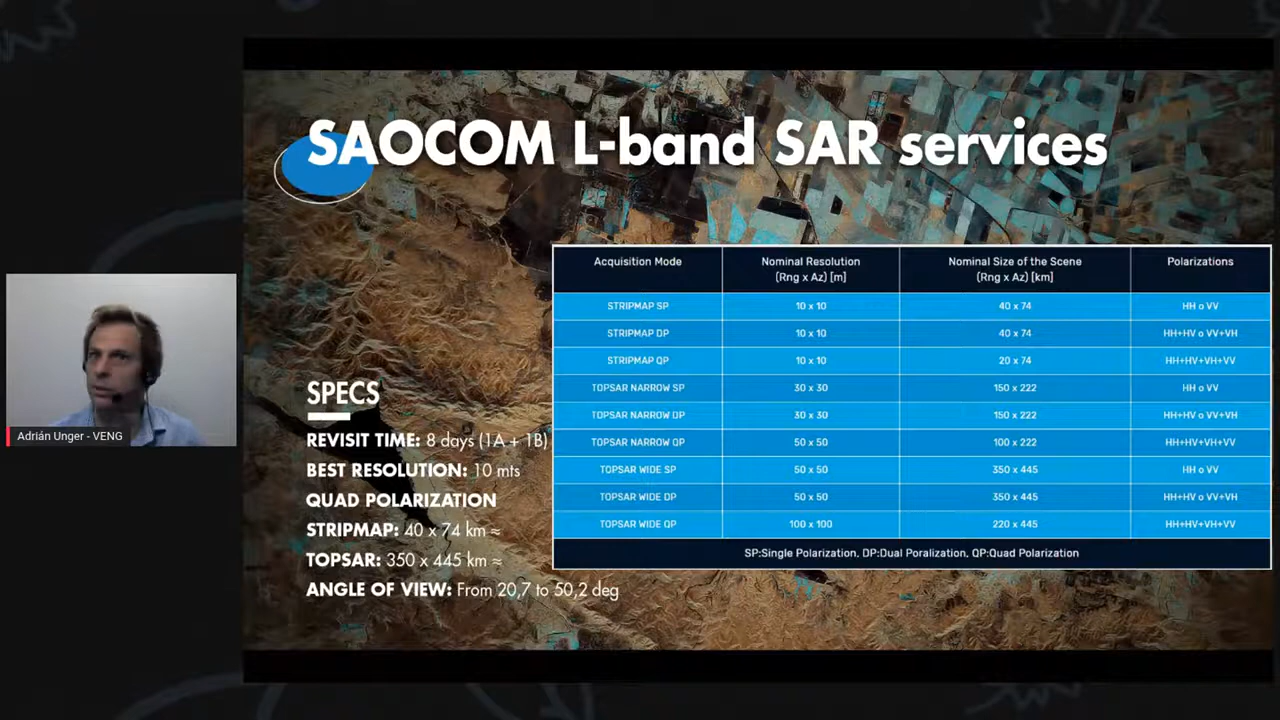 SAOCOM L-band SAR services
Acquisition Mode Nominal Resolution (Rng x Az) [m] Nominal Size of the Scene (Rng x Az) [km] Polarizations
STRIPMAP SP 10 x 10 40 x 74 HH o VV
STRIPMAP DP 10 x 10 40 x 74 HH+HV o VV+VH
STRIPMAP QP 10 x 10 20 x 74 HH+HV+VH+VV
TOPSAR NARROW SP 30 x 30 150 x 222 HH o VV
TOPSAR NARROW DP 30 x 30 150 x 222 HH+HV o VV+VH
TOPSAR NARROW QP 50 x 50 100 x 222 HH+HV+VH+VV
TOPSAR WIDE SP 50 x 50 350 x 445 HH o VV
TOPSAR WIDE DP 50 x 50 350 x 445 HH+HV o VV+VH
TOPSAR WIDE QP 100 x 100 220 x 445 HH+HV+VH+VV
SP:Single Polarization, DP:Dual Poralization, QP:Quad Polarization
SPECS
REVISIT TIME: 8 days (1A + 1B)
BEST RESOLUTION: 10 mts
QUAD POLARIZATION
STRIPMAP: 40 x 74 km ≈
TOPSAR: 350 x 445 km ≈
ANGLE OF VIEW: From 20,7 to 50,2 deg
Adrián Unger - VENG